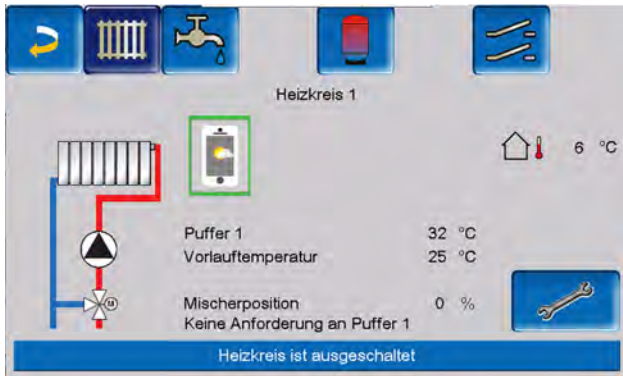 Heizkreis 1
6 °C
Puffer 1 32 °C
Vorlauftemperatur 25 °C
M
Mischerposition 0 %
Keine Anforderung an Puffer 1
Heizkreis ist ausgeschaltet